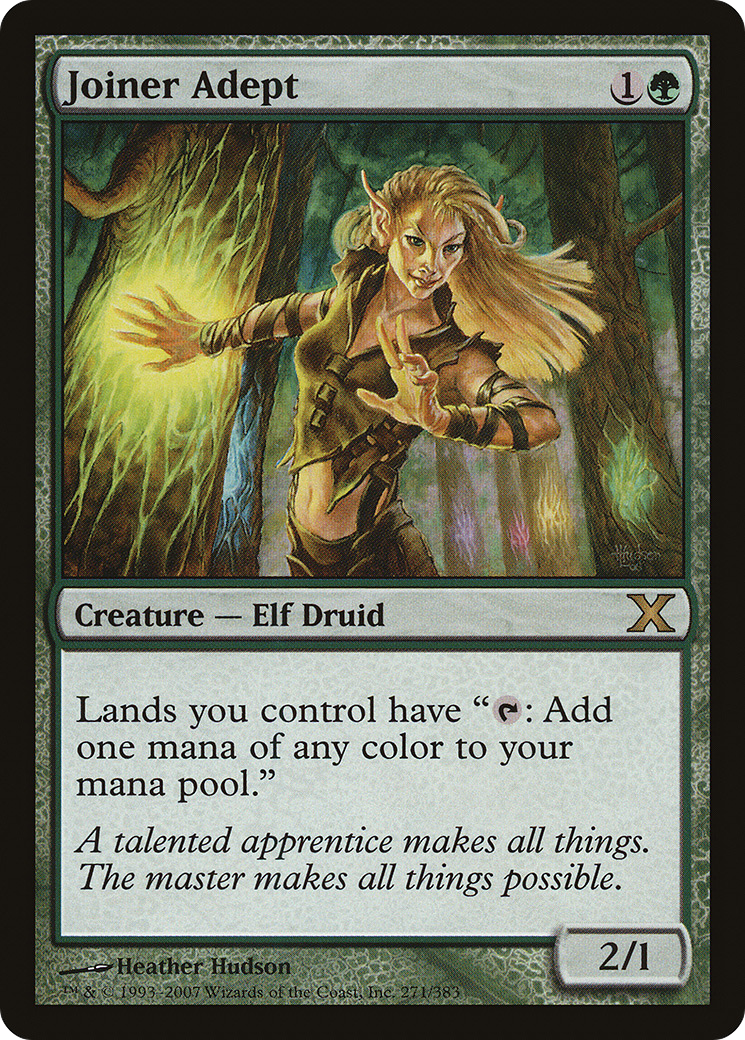 Joiner Adept 1
Hudson
Creature — Elf Druid X
Lands you control have “ : Add
one mana of any color to your
mana pool.”
A talented apprentice makes all things.
The master makes all things possible.
2/1
Heather Hudson
™ & © 1993–2007 Wizards of the Coast, Inc. 271/383